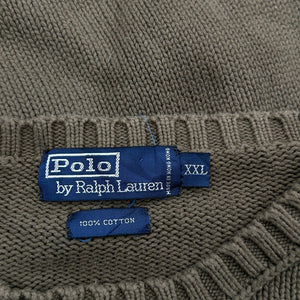 Polo
by Ralph Lauren
XXL
100% COTTON